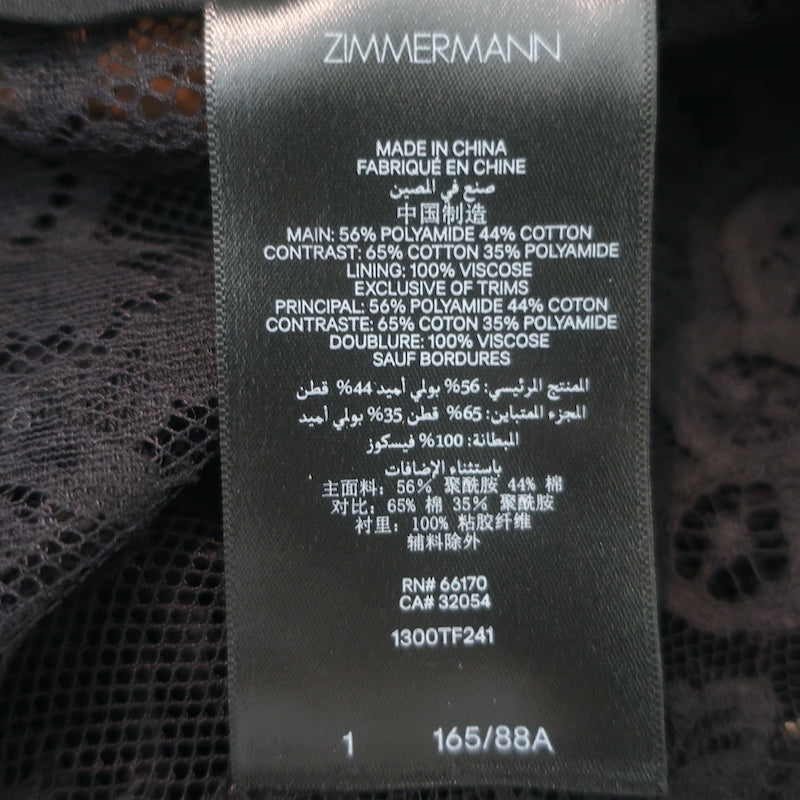 ZIMMERMANN
MADE IN CHINA
FABRIQUÉ EN CHINE
صنع في الصين
中国制造
MAIN: 56% POLYAMIDE 44% COTTON
CONTRAST: 65% COTTON 35% POLYAMIDE
LINING: 100% VISCOSE
EXCLUSIVE OF TRIMS
PRINCIPAL: 56% POLYAMIDE 44% COTON
CONTRASTE: 65% COTON 35% POLYAMIDE
DOUBLURE: 100% VISCOSE
SAUF BORDURES
المنتج الرئيسي: 56% بولي أميد 44% قطن
الجزء المتباين: 65% قطن 35% بولي أميد
البطانة: 100% فيسكوز
باستثناء الإضافات
主面料: 56% 聚酰胺 44% 棉
对比: 65% 棉 35% 聚酰胺
衬里: 100% 粘胶纤维
辅料除外
RN# 66170
CA# 32054
1300TF241
1 165/88A